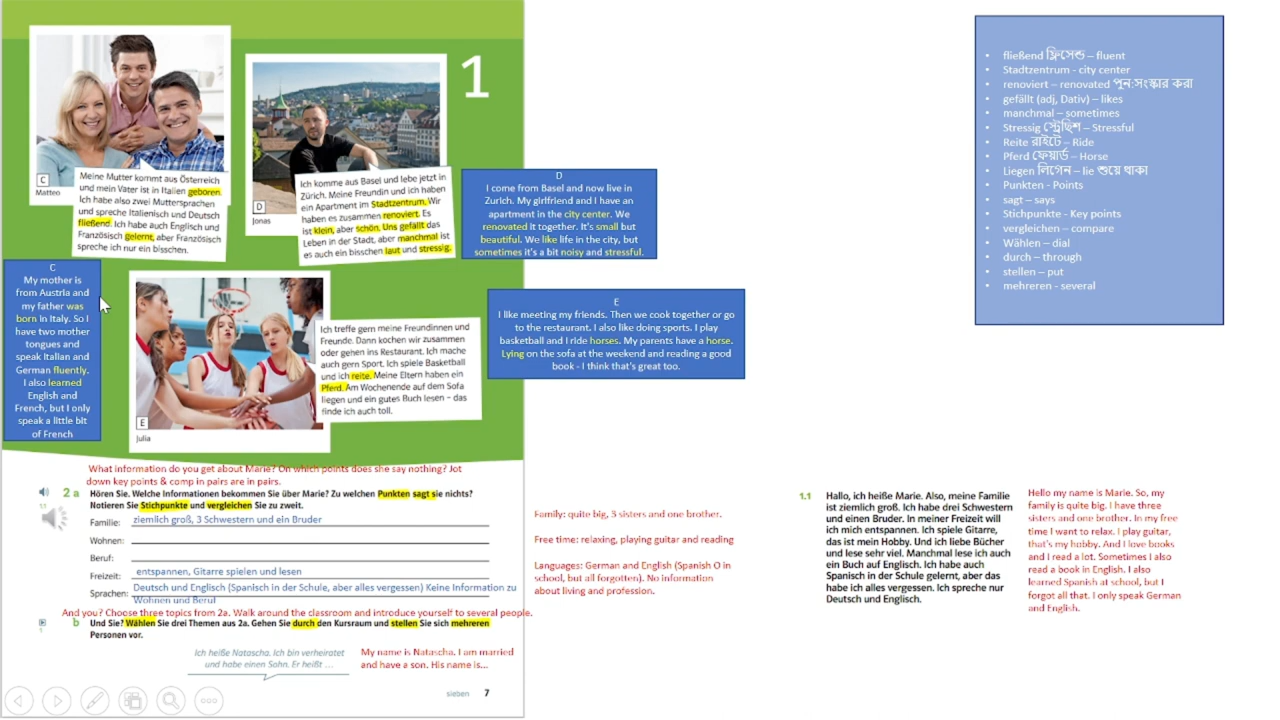 1
C
Matteo
Meine Mutter kommt aus Österreich
und mein Vater ist in Italien geboren.
Ich habe also zwei Muttersprachen
und spreche Italienisch und Deutsch
fließend. Ich habe auch Englisch und
Französisch gelernt, aber Französisch
spreche ich nur ein bisschen.
D
Jonas
Ich komme aus Basel und lebe jetzt in
Zürich. Meine Freundin und ich haben
ein Apartment im Stadtzentrum. Wir
haben es zusammen renoviert. Es
ist klein, aber schön. Uns gefällt das
Leben in der Stadt, aber manchmal ist
es auch ein bisschen laut und stressig.
D
I come from Basel and now live in
Zurich. My girlfriend and I have an
apartment in the city center. We
renovated it together. It's small but
beautiful. We like life in the city, but
sometimes it's a bit noisy and stressful.
C
My mother is
from Austria and
my father was
born in Italy. So I
have two mother
tongues and
speak Italian and
German fluently.
I also learned
English and
French, but I only
speak a little bit
of French
E
Julia
Ich treffe gern meine Freundinnen und
Freunde. Dann kochen wir zusammen
oder gehen ins Restaurant. Ich mache
auch gern Sport. Ich spiele Basketball
und ich reite. Meine Eltern haben ein
Pferd. Am Wochenende auf dem Sofa
liegen und ein gutes Buch lesen – das
finde ich auch toll.
E
I like meeting my friends. Then we cook together or go
to the restaurant. I also like doing sports. I play
basketball and I ride horses. My parents have a horse.
Lying on the sofa at the weekend and reading a good
book - I think that's great too.
• fließend ফ্লিসেন্ড – fluent
• Stadtzentrum - city center
• renoviert – renovated পুন:সংস্কার করা
• gefällt (adj, Dativ) – likes
• manchmal – sometimes
• Stressig স্ট্রেছিশ – Stressful
• Reite রাইটে – Ride
• Pferd ফেয়ার্ড – Horse
• Liegen লিগেন – lie শুয়ে থাকা
• Punkten - Points
• sagt – says
• Stichpunkte - Key points
• vergleichen – compare
• Wählen – dial
• durch – through
• stellen – put
• mehreren - several
What information do you get about Marie? On which points does she say nothing? Jot
down key points & comp in pairs are in pairs.
2 a Hören Sie. Welche Informationen bekommen Sie über Marie? Zu welchen Punkten sagt sie nichts?
1.1 Notieren Sie Stichpunkte und vergleichen Sie zu zweit.
Familie: ziemlich groß, 3 Schwestern und ein Bruder
Wohnen:
Beruf:
Freizeit: entspannen, Gitarre spielen und lesen
Sprachen: Deutsch und Englisch (Spanisch in der Schule, aber alles vergessen) Keine Information zu
Wohnen und Beruf
And you? Choose three topics from 2a. Walk around the classroom and introduce yourself to several people.
b Und Sie? Wählen Sie drei Themen aus 2a. Gehen Sie durch den Kursraum und stellen Sie sich mehreren
Personen vor.
Ich heiße Natascha. Ich bin verheiratet
und habe einen Sohn. Er heißt …
My name is Natascha. I am married
and have a son. His name is...
sieben 7
Family: quite big, 3 sisters and one brother.
Free time: relaxing, playing guitar and reading
Languages: German and English (Spanish O in
school, but all forgotten). No information
about living and profession.
1.1 Hallo, ich heiße Marie. Also, meine Familie
ist ziemlich groß. Ich habe drei Schwestern
und einen Bruder. In meiner Freizeit will
ich mich entspannen. Ich spiele Gitarre,
das ist mein Hobby. Und ich liebe Bücher
und lese sehr viel. Manchmal lese ich auch
ein Buch auf Englisch. Ich habe auch
Spanisch in der Schule gelernt, aber das
habe ich alles vergessen. Ich spreche nur
Deutsch und Englisch.
Hello my name is Marie. So, my
family is quite big. I have three
sisters and one brother. In my free
time I want to relax. I play guitar,
that's my hobby. And I love books
and I read a lot. Sometimes I also
read a book in English. I also
learned Spanish at school, but I
forgot all that. I only speak German
and English.